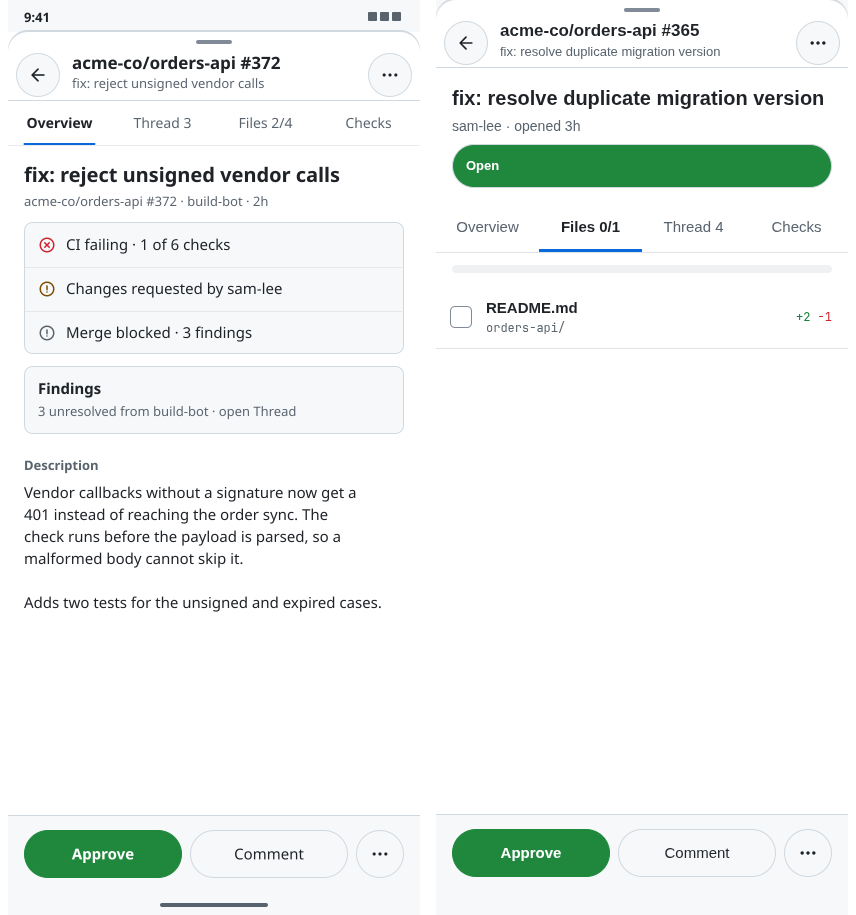 9:41
acme-co/orders-api #372
fix: reject unsigned vendor calls
Overview
Thread 3
Files 2/4
Checks
fix: reject unsigned vendor calls
acme-co/orders-api #372 · build-bot · 2h
CI failing · 1 of 6 checks
Changes requested by sam-lee
Merge blocked · 3 findings
Findings
3 unresolved from build-bot · open Thread
Description
Vendor callbacks without a signature now get a
401 instead of reaching the order sync. The
check runs before the payload is parsed, so a
malformed body cannot skip it.
Adds two tests for the unsigned and expired cases.
Approve
Comment
acme-co/orders-api #365
fix: resolve duplicate migration version
fix: resolve duplicate migration version
sam-lee · opened 3h
Open
Overview
Files 0/1
Thread 4
Checks
README.md
orders-api/
+2 -1
Approve
Comment